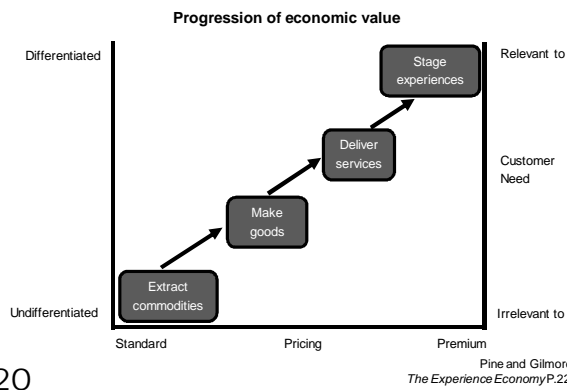 Progression of economic value
Differentiated
Relevant to
Stage
experiences
Deliver
services
Customer
Need
Make
goods
Extract
commodities
Undifferentiated
Irrelevant to
Standard
Pricing
Premium
Pine and Gilmore
The Experience Economy P.22
20